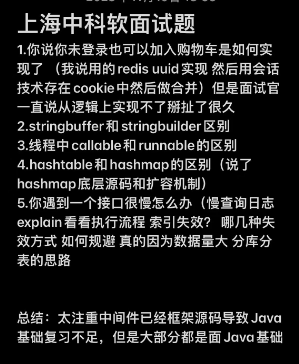 上海中科软面试题
1.你说你未登录也可以加入购物车是如何实
现了 （我说用的redis uuid实现 然后用会话
技术存在cookie中然后做合并）但是面试官
一直说从逻辑上实现不了掰扯了很久
2.stringbuffer和stringbuilder区别
3.线程中callable和runnable的区别
4.hashtable和hashmap的区别（说了
hashmap底层源码和扩容机制）
5.你遇到一个接口很慢怎么办（慢查询日志
explain看看执行流程 索引失效？ 哪几种失
效方式 如何规避 真的因为数据量大 分库分
表的思路
总结：太注重中间件已经框架源码导致Java
基础复习不足，但是大部分都是面Java基础